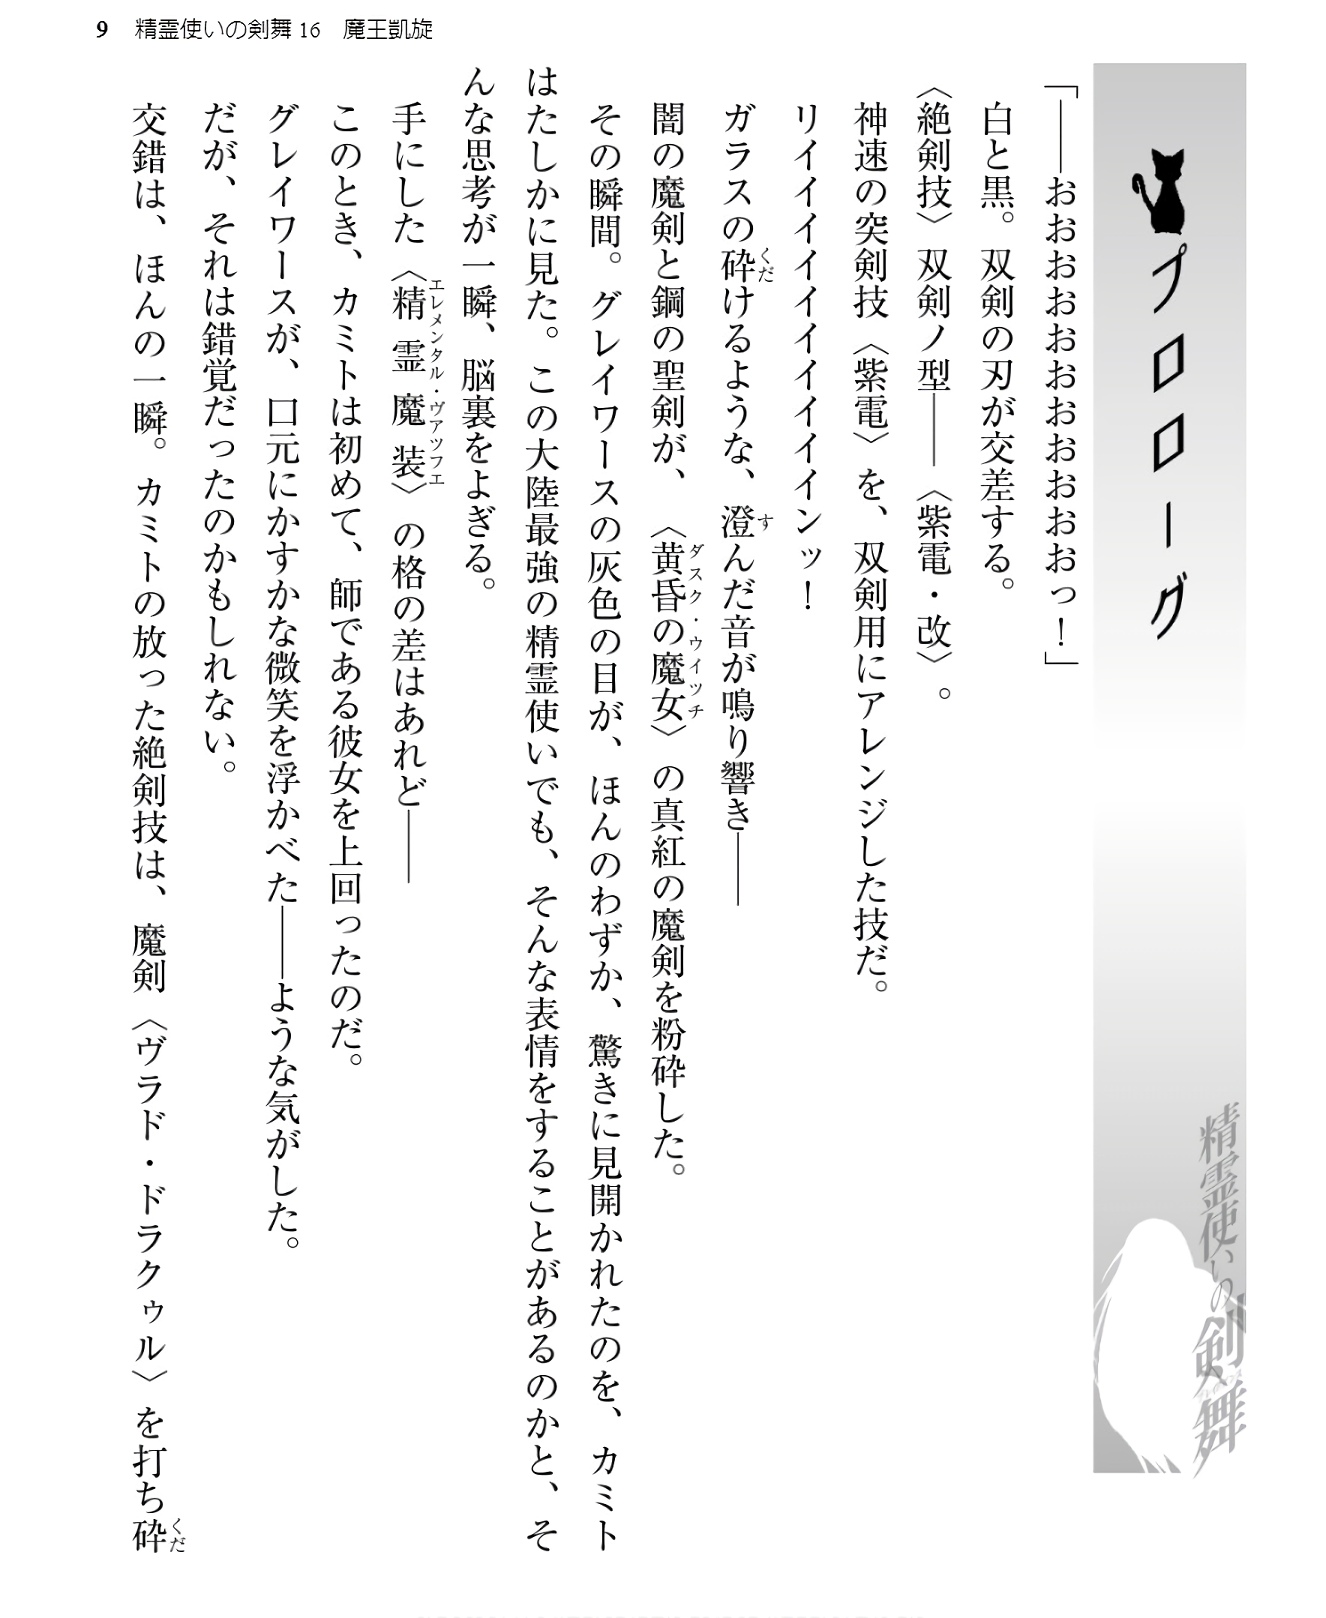 9 精霊使いの剣舞16 魔王凱旋
プロローグ
精霊使いの剣舞
「――おおおおおおおおおおおっ！」
白と黒。双剣の刃が交差する。
〈絶剣技〉双剣ノ型――〈紫電・改〉。
神速の突剣技〈紫電〉を、双剣用にアレンジした技だ。
リイイイイイイイイイイインッ！
ガラスの砕くだけるような、澄すんだ音が鳴り響き――
闇の魔剣と鋼の聖剣が、〈黄昏の魔女ダスク・ウイッチ〉の真紅の魔剣を粉砕した。
その瞬間。グレイワースの灰色の目が、ほんのわずか、驚きに見開かれたのを、カミト
はたしかに見た。この大陸最強の精霊使いでも、そんな表情をすることがあるのかと、そ
んな思考が一瞬、脳裏をよぎる。
手にした〈精霊魔装エレメンタル・ヴアッフエ〉の格の差はあれど――
このとき、カミトは初めて、師である彼女を上回ったのだ。
グレイワースが、口元にかすかな微笑を浮かべた――ような気がした。
だが、それは錯覚だったのかもしれない。
交錯は、ほんの一瞬。カミトの放った絶剣技は、魔剣〈ヴラド・ドラクゥル〉を打ち砕くだ